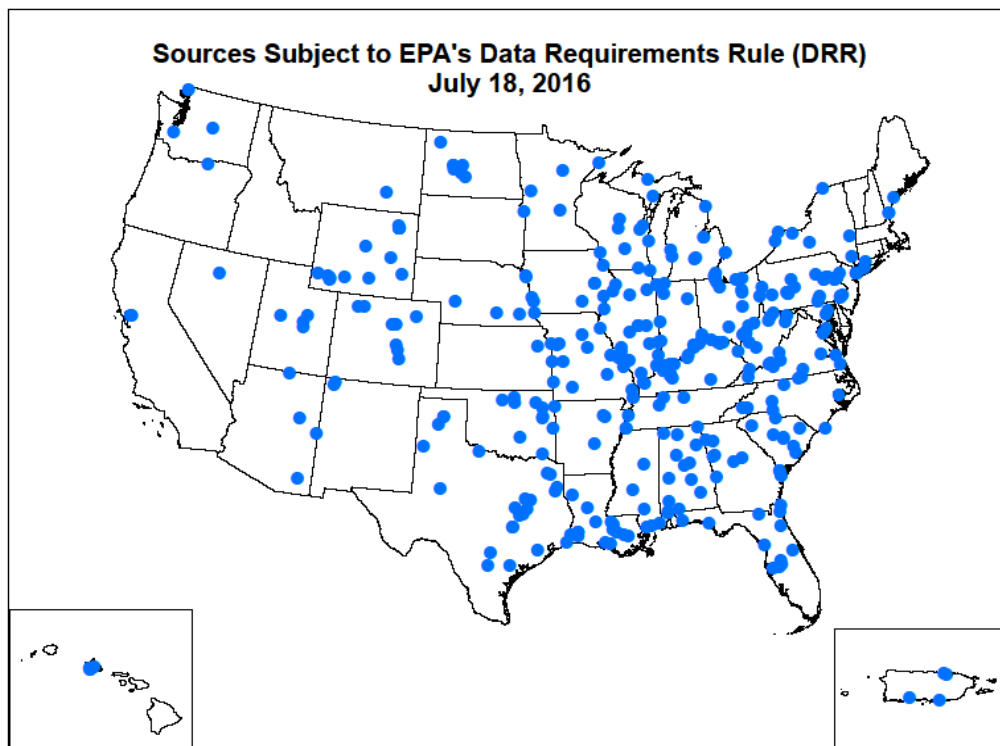 Sources Subject to EPA's Data Requirements Rule (DRR)
July 18, 2016